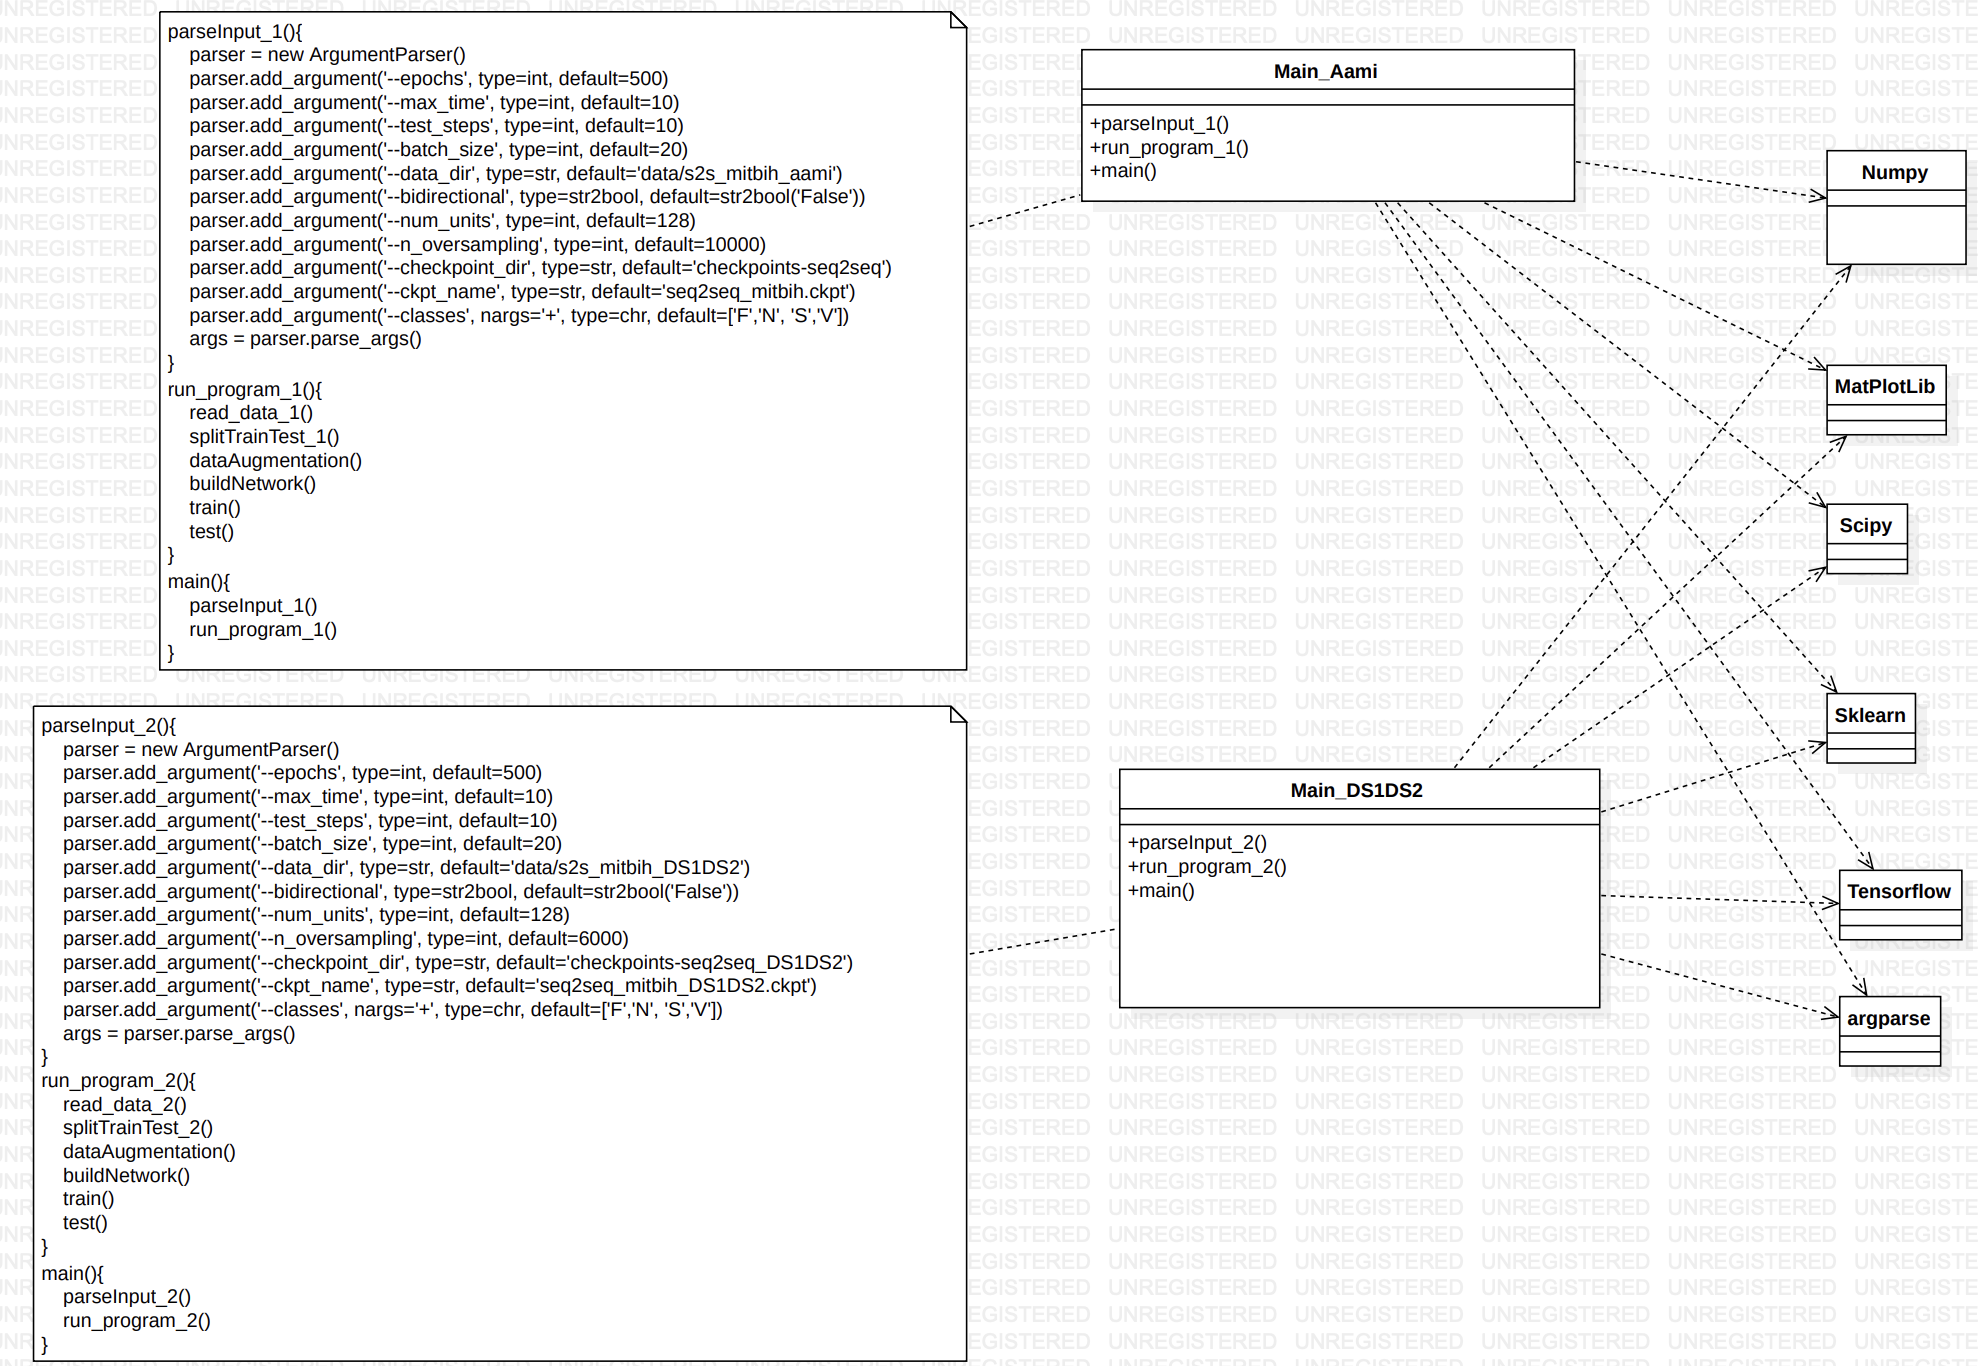 parseInput_1(){
parser = new ArgumentParser()
parser.add_argument('--epochs', type=int, default=500)
parser.add_argument('--max_time', type=int, default=10)
parser.add_argument('--test_steps', type=int, default=10)
parser.add_argument('--batch_size', type=int, default=20)
parser.add_argument('--data_dir', type=str, default='data/s2s_mitbih_aami')
parser.add_argument('--bidirectional', type=str2bool, default=str2bool('False'))
parser.add_argument('--num_units', type=int, default=128)
parser.add_argument('--n_oversampling', type=int, default=10000)
parser.add_argument('--checkpoint_dir', type=str, default='checkpoints-seq2seq')
parser.add_argument('--ckpt_name', type=str, default='seq2seq_mitbih.ckpt')
parser.add_argument('--classes', nargs='+', type=chr, default=['F','N', 'S','V'])
args = parser.parse_args()
}
run_program_1(){
read_data_1()
splitTrainTest_1()
dataAugmentation()
buildNetwork()
train()
test()
}
main(){
parseInput_1()
run_program_1()
}
parseInput_2(){
parser = new ArgumentParser()
parser.add_argument('--epochs', type=int, default=500)
parser.add_argument('--max_time', type=int, default=10)
parser.add_argument('--test_steps', type=int, default=10)
parser.add_argument('--batch_size', type=int, default=20)
parser.add_argument('--data_dir', type=str, default='data/s2s_mitbih_DS1DS2')
parser.add_argument('--bidirectional', type=str2bool, default=str2bool('False'))
parser.add_argument('--num_units', type=int, default=128)
parser.add_argument('--n_oversampling', type=int, default=6000)
parser.add_argument('--checkpoint_dir', type=str, default='checkpoints-seq2seq_DS1DS2')
parser.add_argument('--ckpt_name', type=str, default='seq2seq_mitbih_DS1DS2.ckpt')
parser.add_argument('--classes', nargs='+', type=chr, default=['F','N', 'S','V'])
args = parser.parse_args()
}
run_program_2(){
read_data_2()
splitTrainTest_2()
dataAugmentation()
buildNetwork()
train()
test()
}
main(){
parseInput_2()
run_program_2()
}
Main_Aami
+parseInput_1()
+run_program_1()
+main()
Main_DS1DS2
+parseInput_2()
+run_program_2()
+main()
Numpy
MatPlotLib
Scipy
Sklearn
Tensorflow
argparse
UNREGISTERED